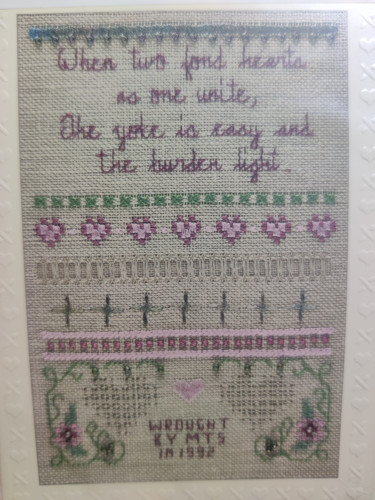 When two fond hearts
as one unite,
The yoke is easy and
the burden light.
WROUGHT
BY MTS
IN 1992